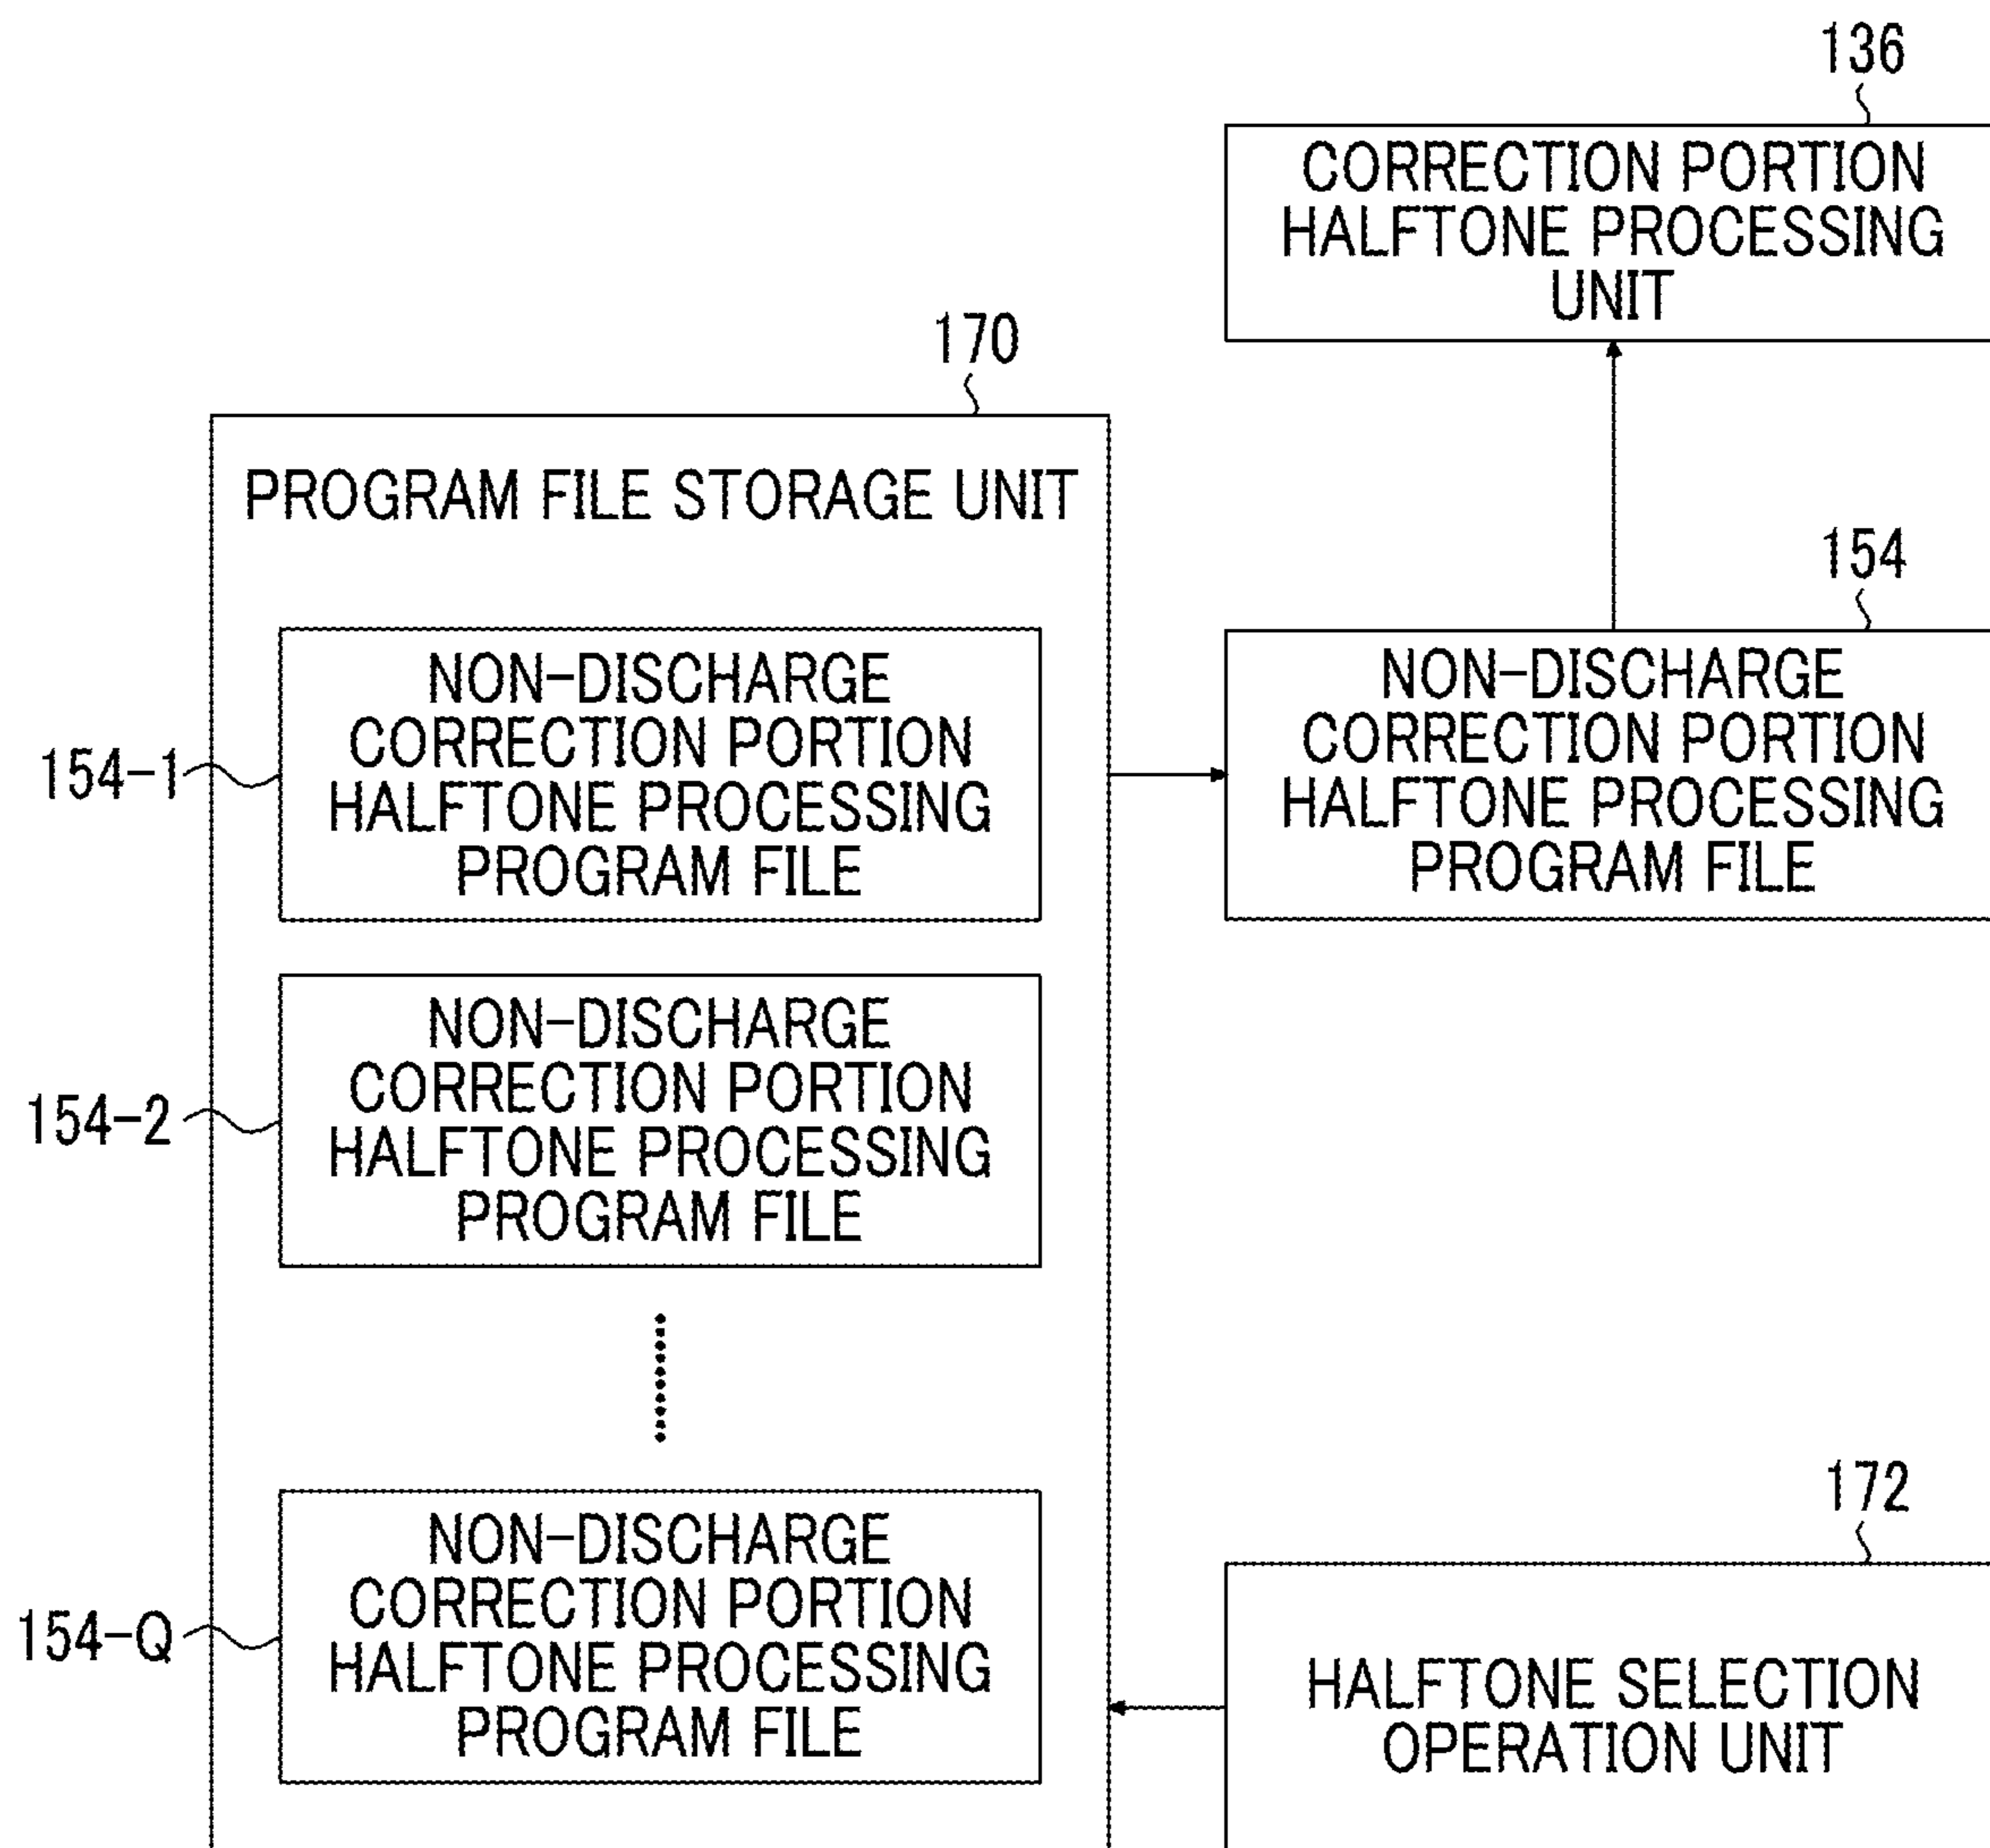 136
CORRECTION PORTION
HALFTONE PROCESSING
UNIT
170
PROGRAM FILE STORAGE UNIT
154
NON-DISCHARGE
CORRECTION PORTION
HALFTONE PROCESSING
PROGRAM FILE
154-1
NON-DISCHARGE
CORRECTION PORTION
HALFTONE PROCESSING
PROGRAM FILE
154-2
NON-DISCHARGE
CORRECTION PORTION
HALFTONE PROCESSING
PROGRAM FILE
154-Q
NON-DISCHARGE
CORRECTION PORTION
HALFTONE PROCESSING
PROGRAM FILE
172
HALFTONE SELECTION
OPERATION UNIT